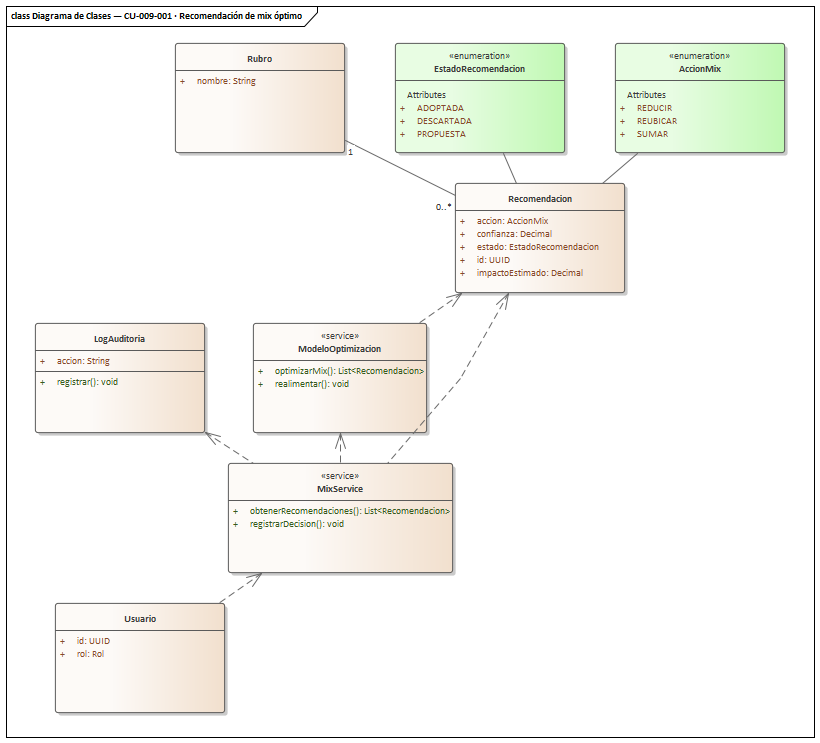 class Diagrama de Clases — CU-009-001 · Recomendación de mix óptimo
Rubro
+ nombre: String
«enumeration»
EstadoRecomendacion
Attributes
+ ADOPTADA
+ DESCARTADA
+ PROPUESTA
«enumeration»
AccionMix
Attributes
+ REDUCIR
+ REUBICAR
+ SUMAR
1
0..*
Recomendacion
+ accion: AccionMix
+ confianza: Decimal
+ estado: EstadoRecomendacion
+ id: UUID
+ impactoEstimado: Decimal
LogAuditoria
+ accion: String
+ registrar(): void
«service»
ModeloOptimizacion
+ optimizarMix(): List<Recomendacion>
+ realimentar(): void
«service»
MixService
+ obtenerRecomendaciones(): List<Recomendacion>
+ registrarDecision(): void
Usuario
+ id: UUID
+ rol: Rol